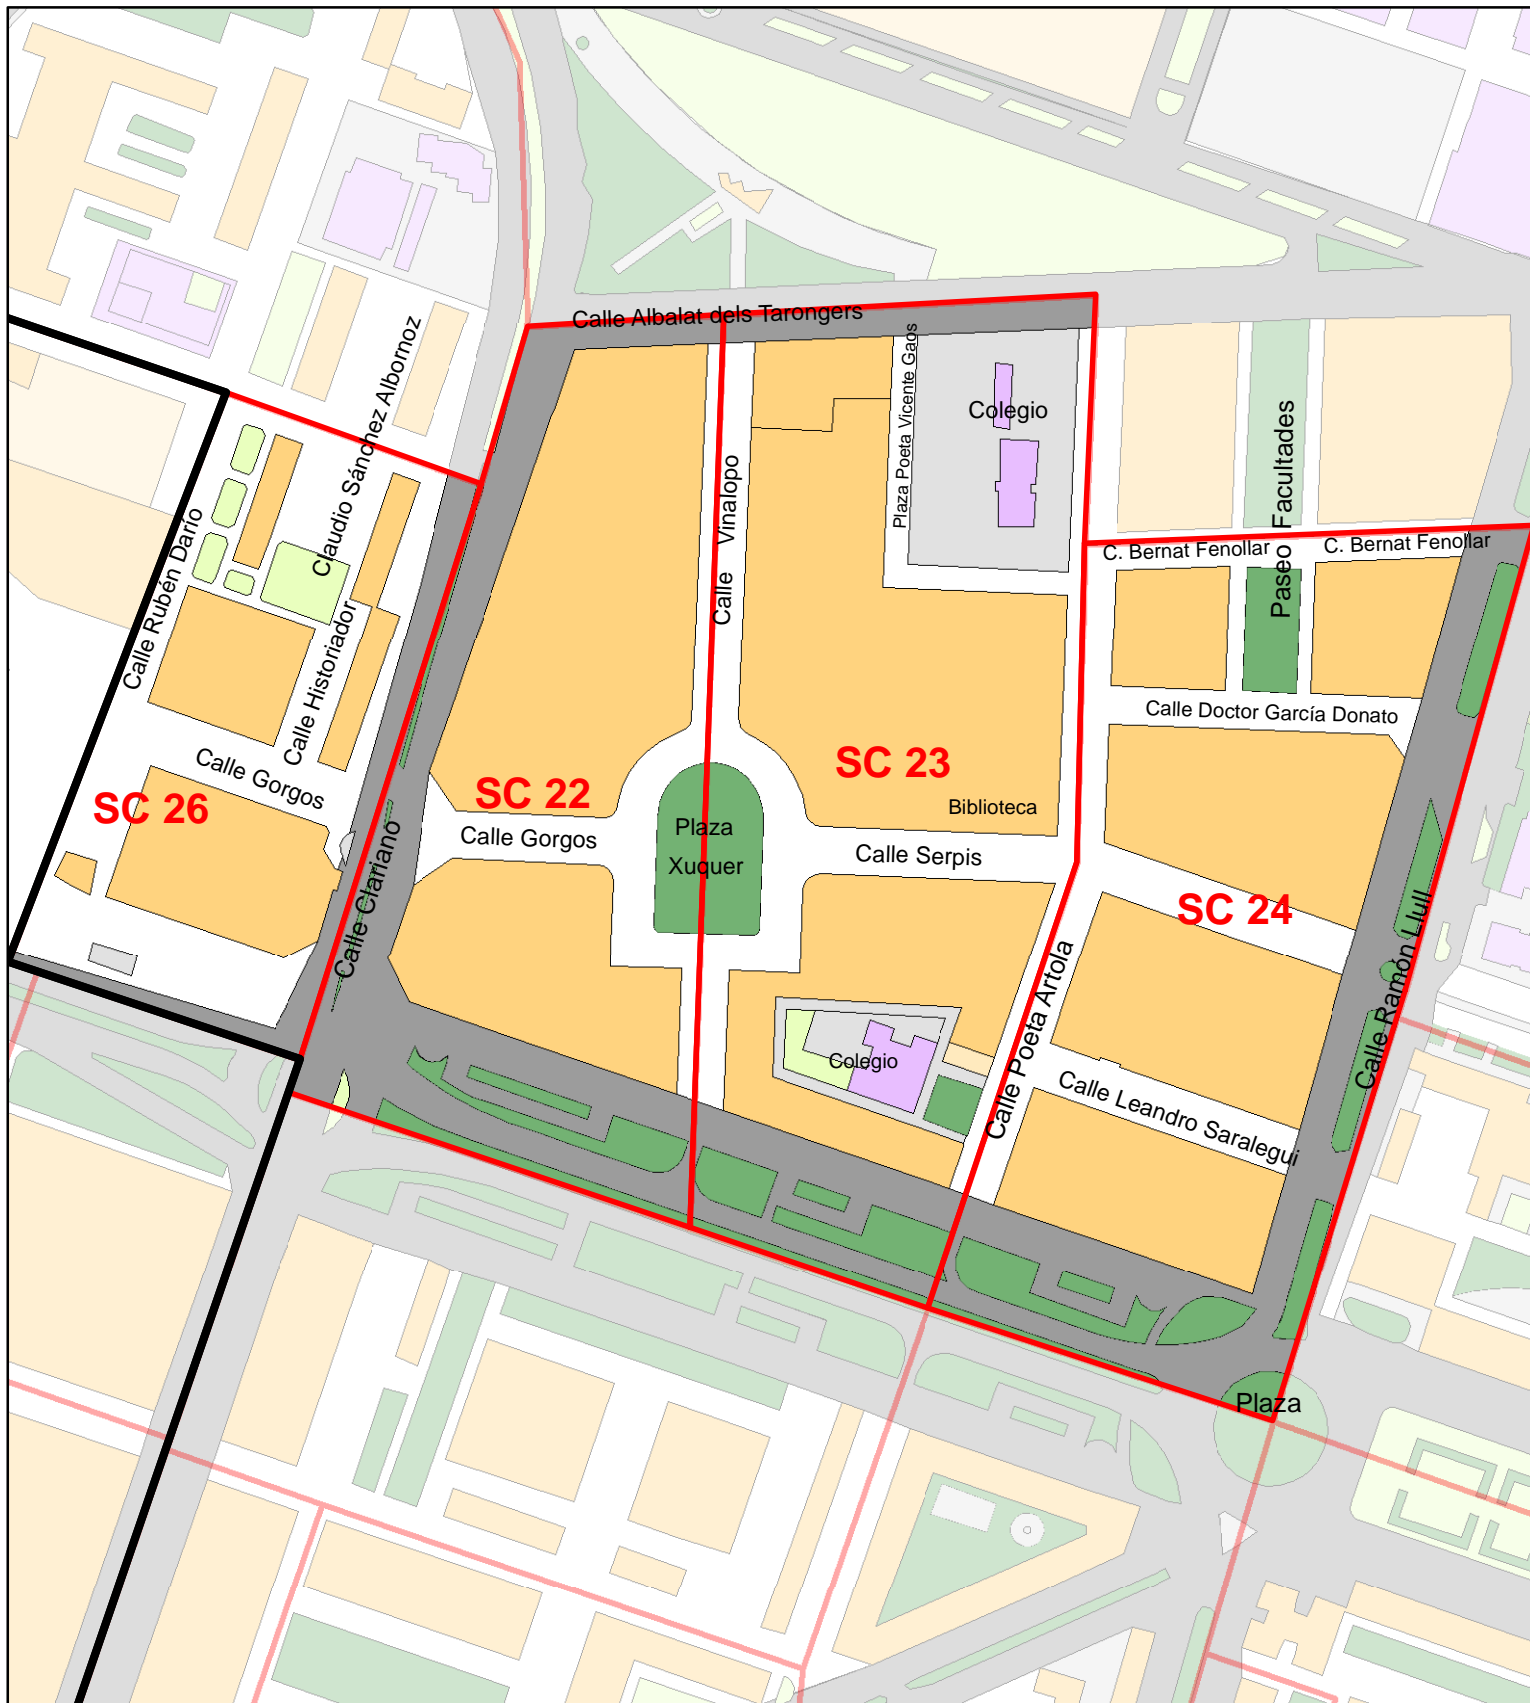 Calle Albalat dels Tarongers
Plaza Poeta Vicente Gaos
Colegio
Claudio Sánchez Albornoz
Calle Historiador
Calle Rubén Dario
Calle Vinalopo
Paseo Facultades
C. Bernat Fenollar
C. Bernat Fenollar
Calle Doctor García Donato
Calle Gorgos
SC 26
SC 22
SC 23
Biblioteca
Plaza
Xuquer
Calle Gorgos
Calle Serpis
SC 24
Calle Clariano
Calle Poeta Artola
Calle Ramón Llull
Colegio
Calle Leandro Saralegui
Plaza